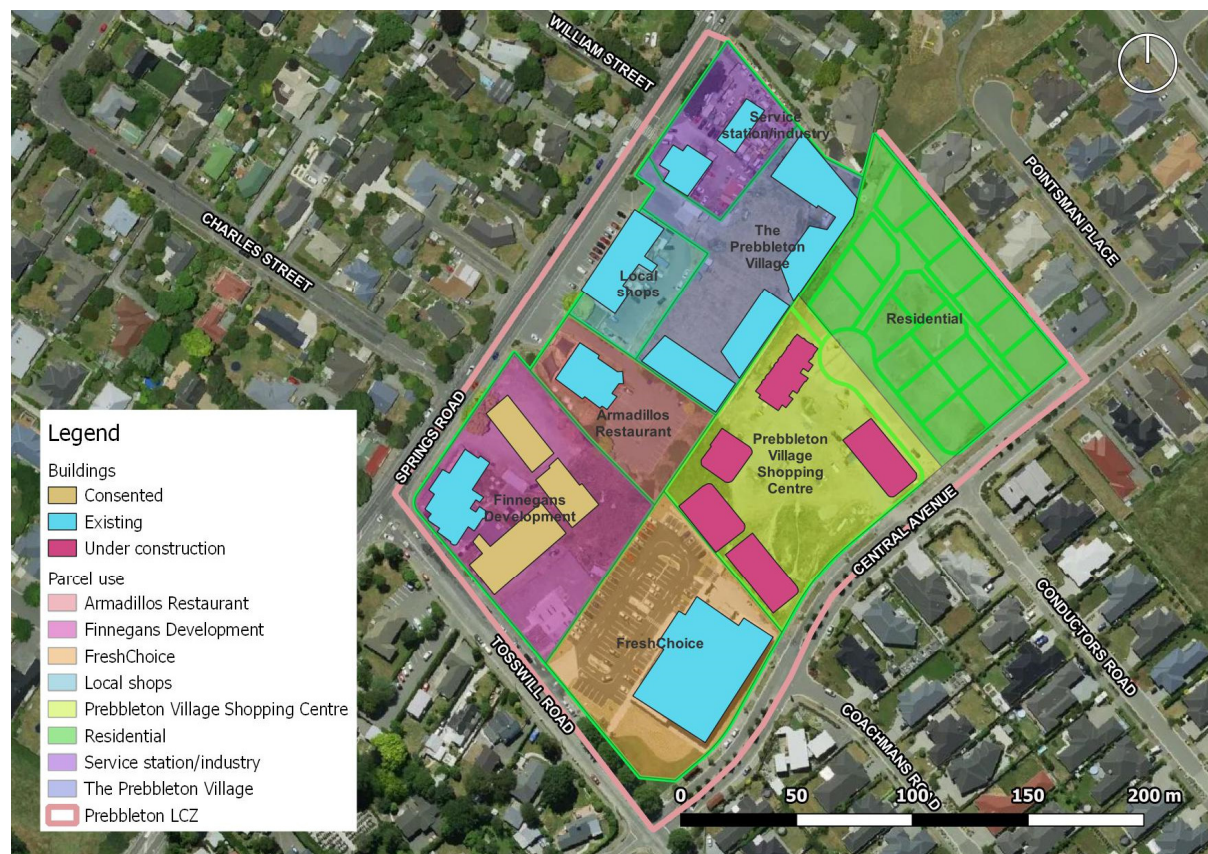 WILLIAM STREET
Service
station/industry
POINTSMAN PLACE
CHARLES STREET
The
Prebbleton
Village
Local
shops
Residential
SPRINGS ROAD
Armadillos
Restaurant
Prebbleton
Village
Shopping
Centre
Finnegans
Development
CENTRAL AVENUE
CONDUCTORS ROAD
FreshChoice
TOSSWILL ROAD
COACHMANS ROAD
Legend
Buildings
Consented
Existing
Under construction
Parcel use
Armadillos Restaurant
Finnegans Development
FreshChoice
Local shops
Prebbleton Village Shopping Centre
Residential
Service station/industry
The Prebbleton Village
Prebbleton LCZ
0 50 100 150 200 m